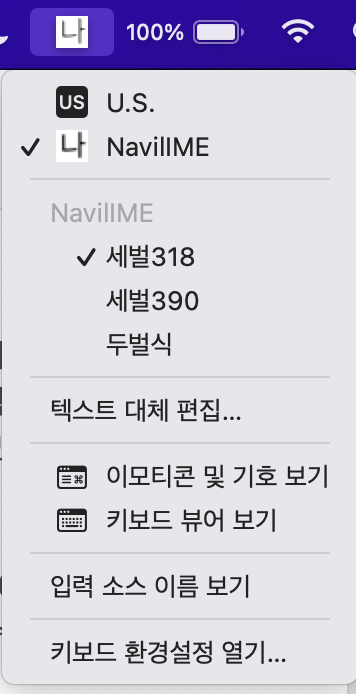 나 100%
US U.S.
✓ 나 NavilIME
NavilIME
✓ 세벌318
세벌390
두벌식
텍스트 대체 편집...
이모티콘 및 기호 보기
키보드 뷰어 보기
입력 소스 이름 보기
키보드 환경설정 열기...